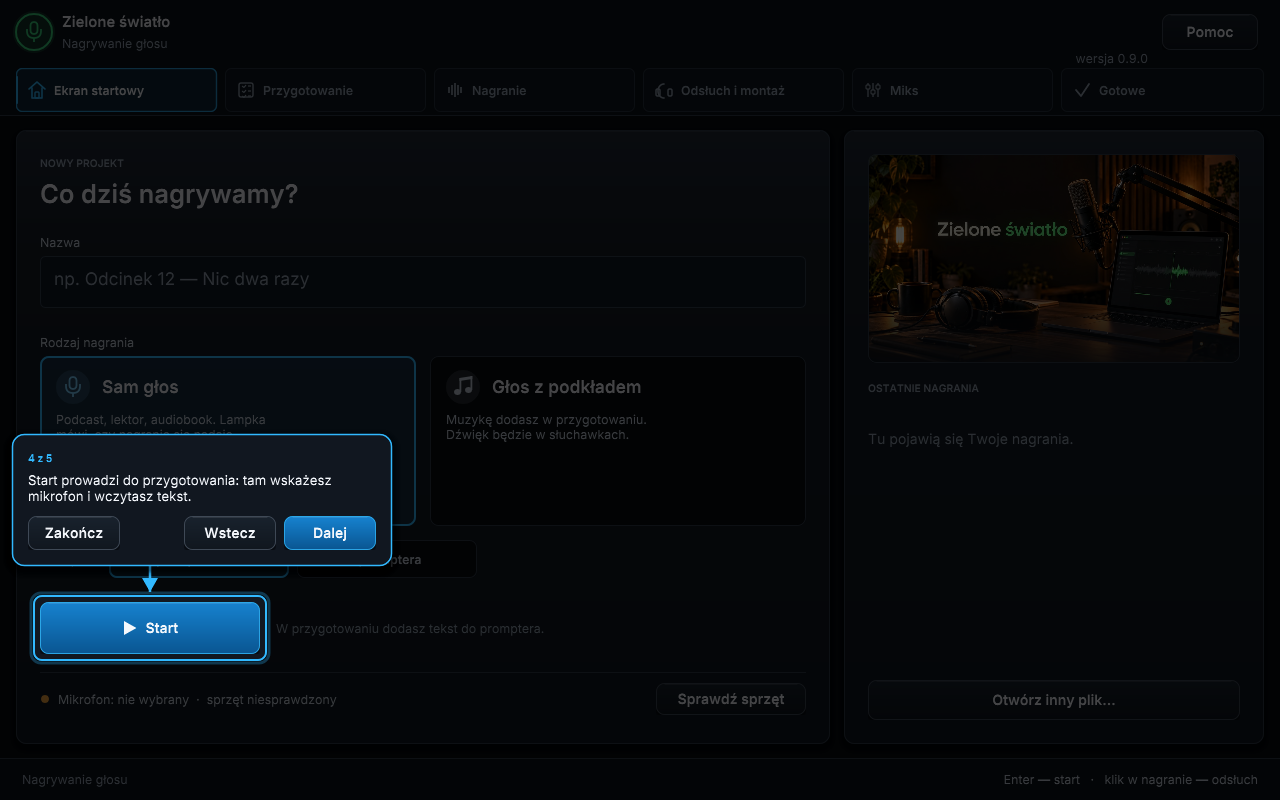 Zielone światło
Nagrywanie głosu
Pomoc
wersja 0.9.0
Ekran startowy
Przygotowanie
Nagranie
Odsłuch i montaż
Miks
Gotowe
NOWY PROJEKT
Co dziś nagrywamy?
Nazwa
np. Odcinek 12 — Nic dwa razy
Rodzaj nagrania
Sam głos
Podcast, lektor, audiobook. Lampka
Głos z podkładem
Muzykę dodasz w przygotowaniu.
Dźwięk będzie w słuchawkach.
4 z 5
Start prowadzi do przygotowania: tam wskażesz
mikrofon i wczytasz tekst.
Zakończ
Wstecz
Dalej
Start
W przygotowaniu dodasz tekst do promptera.
Mikrofon: nie wybrany · sprzęt niesprawdzony
Sprawdź sprzęt
Zielone światło
OSTATNIE NAGRANIA
Tu pojawią się Twoje nagrania.
Otwórz inny plik...
Nagrywanie głosu
Enter — start · klik w nagranie — odsłuch